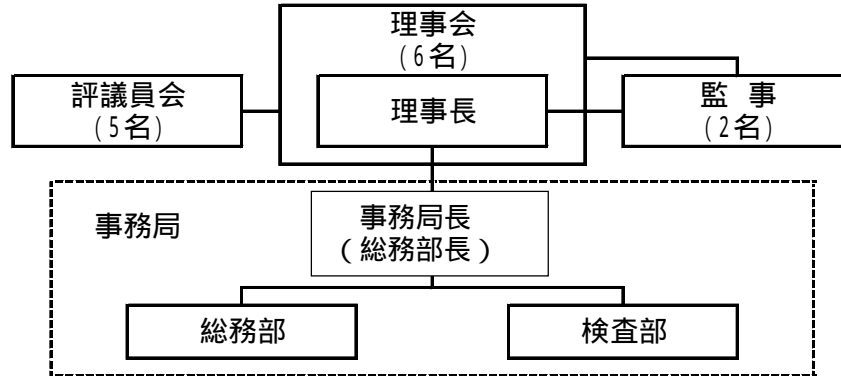 理事会
(6名)
評議員会
(5名)
理事長
監 事
(2名)
事務局
事務局長
(総務部長)
総務部
検査部